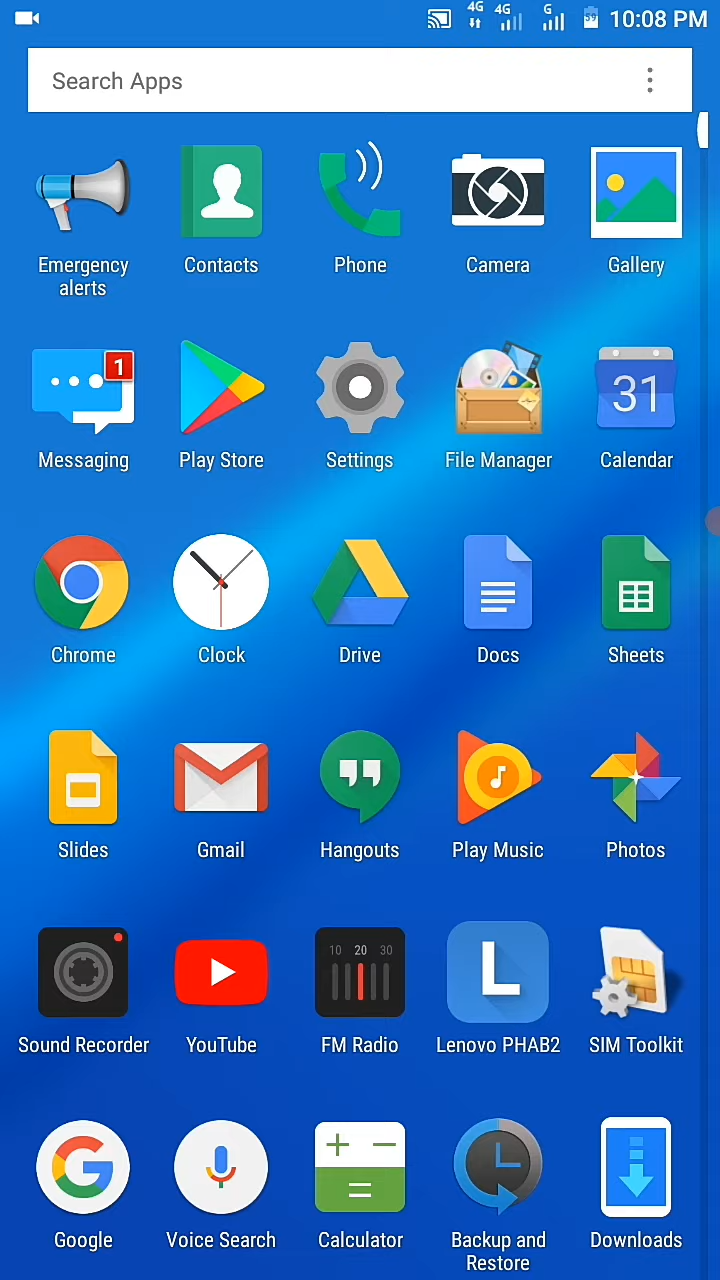 4G 4G G 59 10:08 PM
Search Apps
Emergency alerts
Contacts
Phone
Camera
Gallery
1
31
Messaging
Play Store
Settings
File Manager
Calendar
Chrome
Clock
Drive
Docs
Sheets
Slides
Gmail
Hangouts
Play Music
Photos
10 20 30
L
Sound Recorder
YouTube
FM Radio
Lenovo PHAB2
SIM Toolkit
G
Google
Voice Search
Calculator
Backup and Restore
Downloads